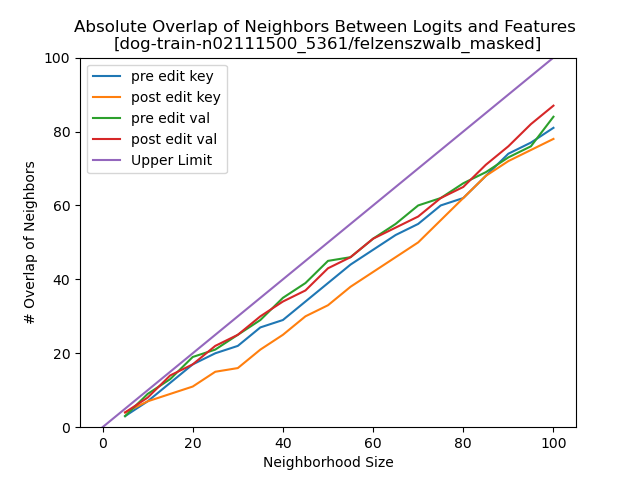 Absolute Overlap of Neighbors Between Logits and Features
[dog-train-n02111500_5361/felzenszwalb_masked]
100
80
60
40
20
0
# Overlap of Neighbors
pre edit key
post edit key
pre edit val
post edit val
Upper Limit
0 20 40 60 80 100
Neighborhood Size